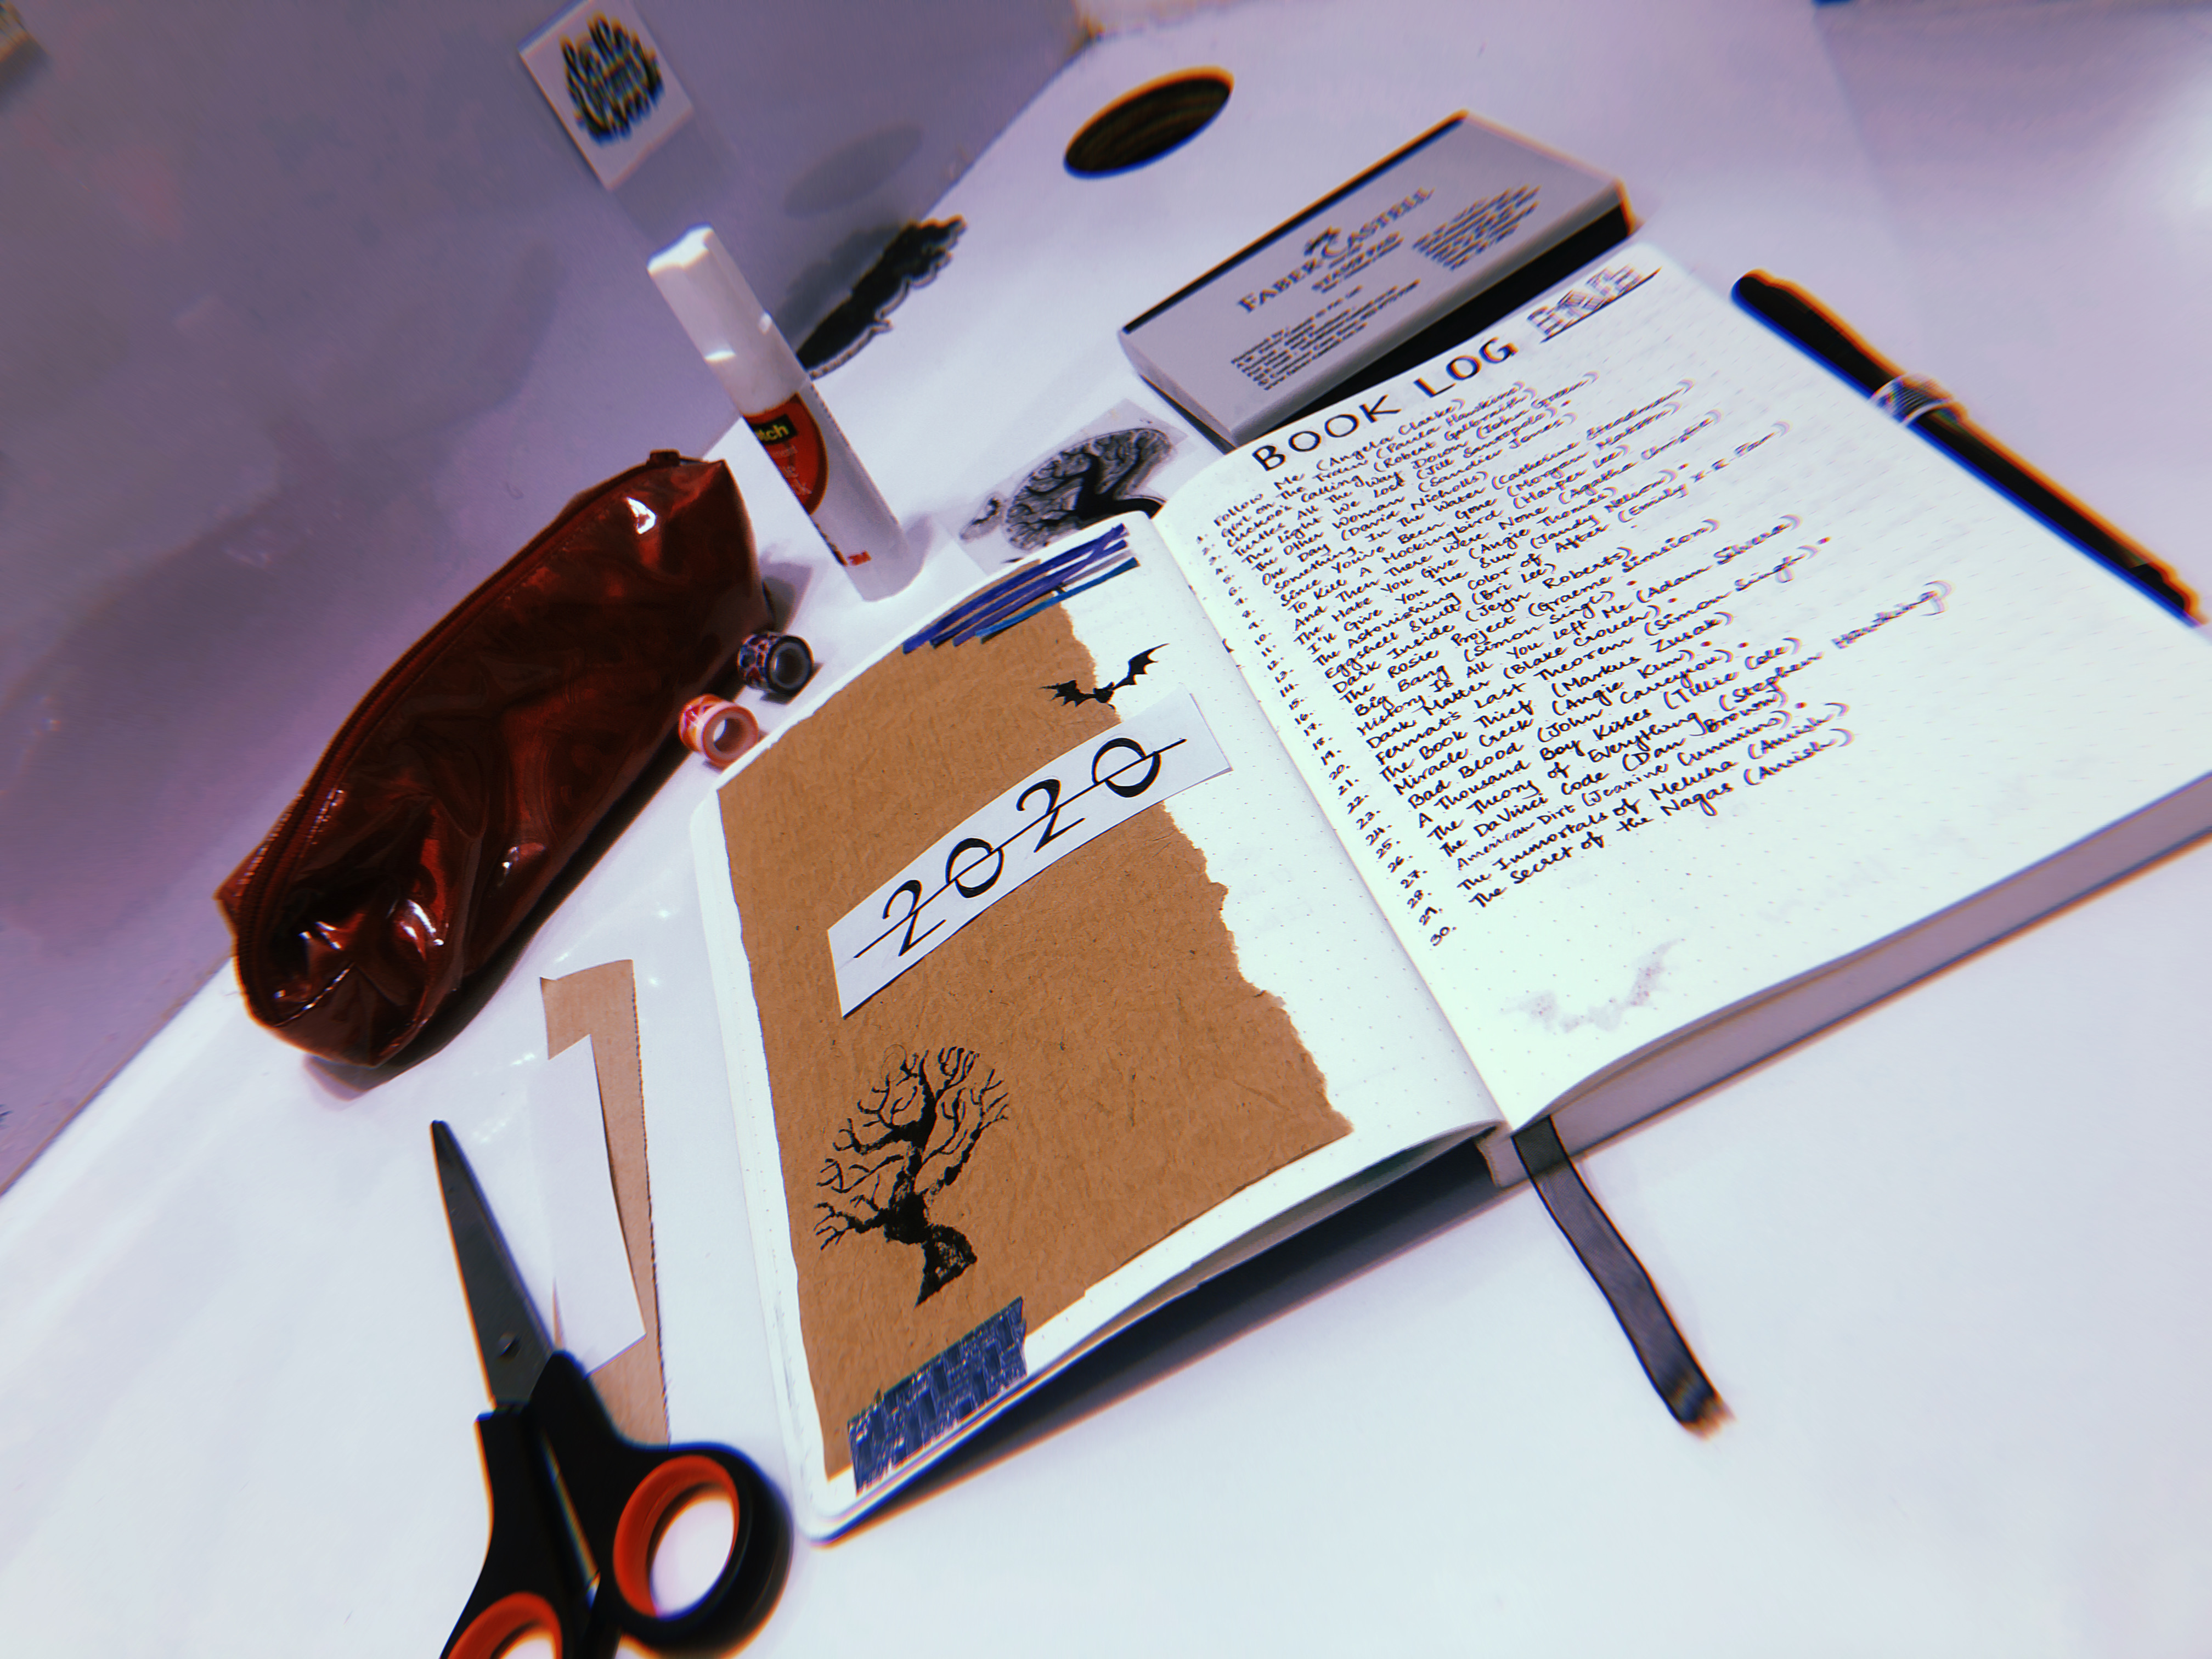 FABER-CASTELL
STAMP PAD
3M
2020
BOOK LOG
1. Follow Me (Angela Clarke)
2. Girl on The Train (Paula Hawkins)
3. Cuckoo's Calling (Robert Galbraith)
4. Turtles All The Way Down (John Green)
5. The Light We Lost (Jill Santopolo)
6. The Other Woman (Sandie Jones)
7. One Day (David Nicholls)
8. Something In The Water (Catherine Steadman)
9. Since You've Been Gone (Morgan Matson)
10. To Kill A Mockingbird (Harper Lee)
11. And Then There Were None (Agatha Christie)
12. The Hate You Give (Angie Thomas)
13. I'll Give You The Sun (Jandy Nelson)
14. The Astonishing Color of After (Emily X. R. Pan)
15. Eggshell Skull (Bri Lee)
16. Dark Inside (Jeyn Roberts)
17. The Rosie Project (Graeme Simsion)
18. Big Bang (Simon Singh)
19. History Is All You Left Me (Adam Silvera)
20. Dark Matter (Blake Crouch)
21. Fermat's Last Theorem (Simon Singh)
22. The Book Thief (Markus Zusak)
23. Miracle Creek (Angie Kim)
24. Bad Blood (John Carreyrou)
25. A Thousand Boy Kisses (Tillie Cole)
26. The Theory of Everything (Stephen Hawking)
27. The DaVinci Code (Dan Brown)
28. American Dirt (Jeanine Cummins)
29. The Immortals of Meluha (Amish)
30. The Secret of the Nagas (Amish)